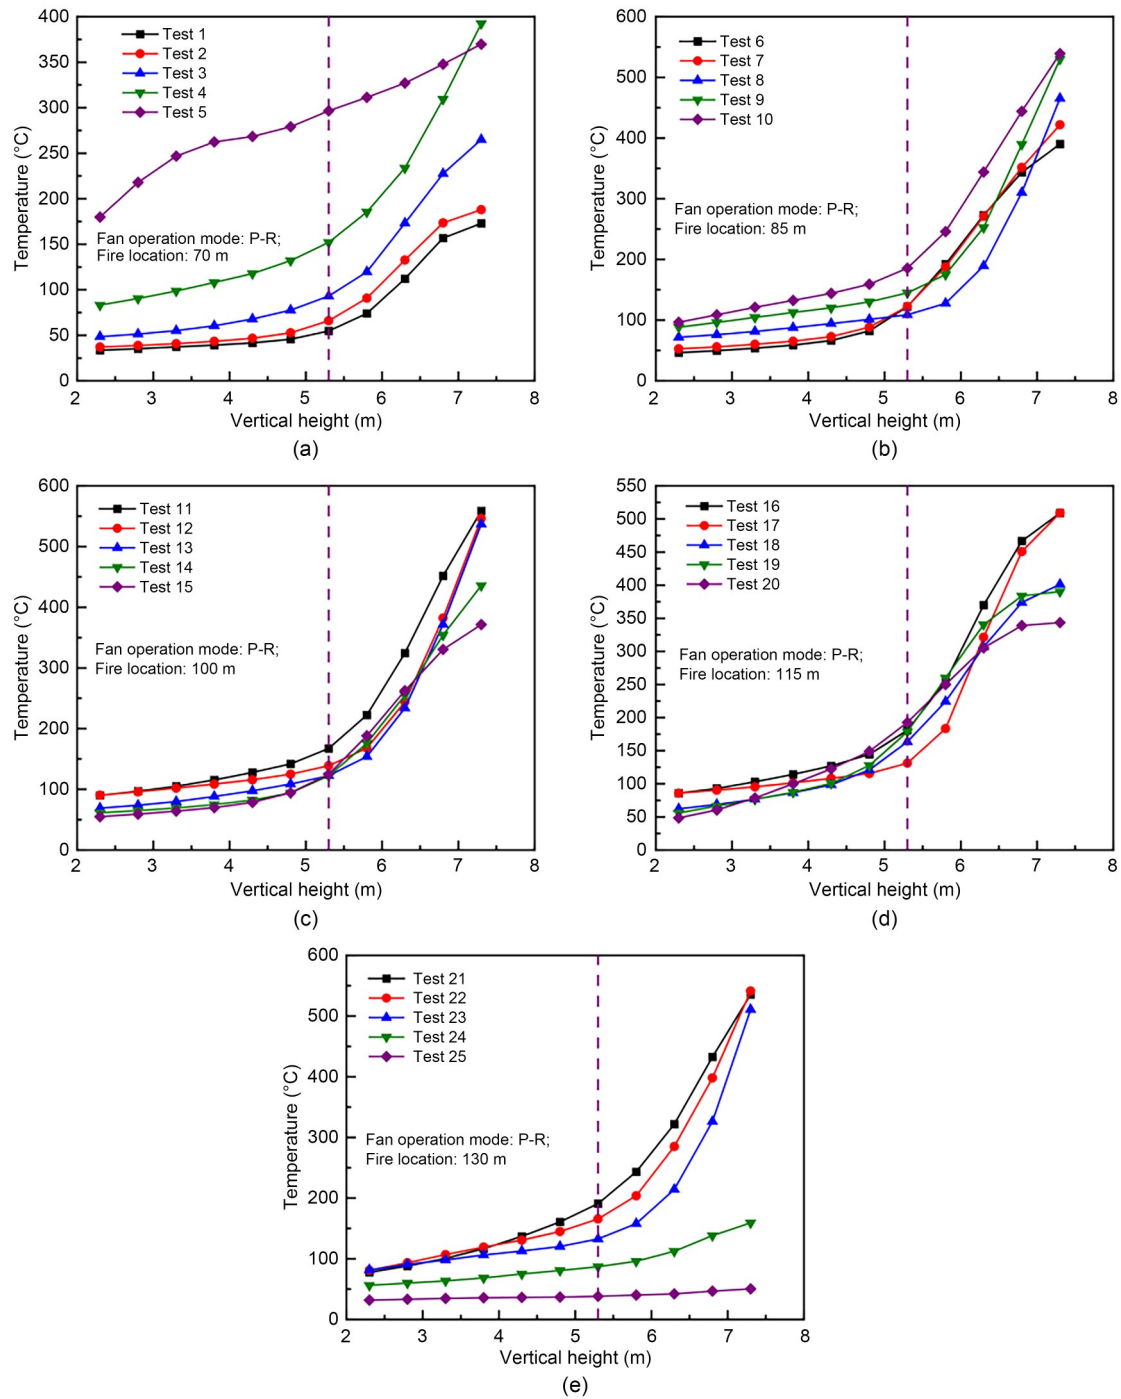 400
350
300
250
200
150
100
50
0
Temperature (°C)
Test 1
Test 2
Test 3
Test 4
Test 5
Fan operation mode: P-R;
Fire location: 70 m
2 3 4 5 6 7 8
Vertical height (m)
(a)
600
500
400
300
200
100
0
Temperature (°C)
Test 6
Test 7
Test 8
Test 9
Test 10
Fan operation mode: P-R;
Fire location: 85 m
2 3 4 5 6 7 8
Vertical height (m)
(b)
600
500
400
300
200
100
0
Temperature (°C)
Test 11
Test 12
Test 13
Test 14
Test 15
Fan operation mode: P-R;
Fire location: 100 m
2 3 4 5 6 7 8
Vertical height (m)
(c)
550
500
450
400
350
300
250
200
150
100
50
0
Temperature (°C)
Test 16
Test 17
Test 18
Test 19
Test 20
Fan operation mode: P-R;
Fire location: 115 m
2 3 4 5 6 7 8
Vertical height (m)
(d)
600
500
400
300
200
100
0
Temperature (°C)
Test 21
Test 22
Test 23
Test 24
Test 25
Fan operation mode: P-R;
Fire location: 130 m
2 3 4 5 6 7 8
Vertical height (m)
(e)